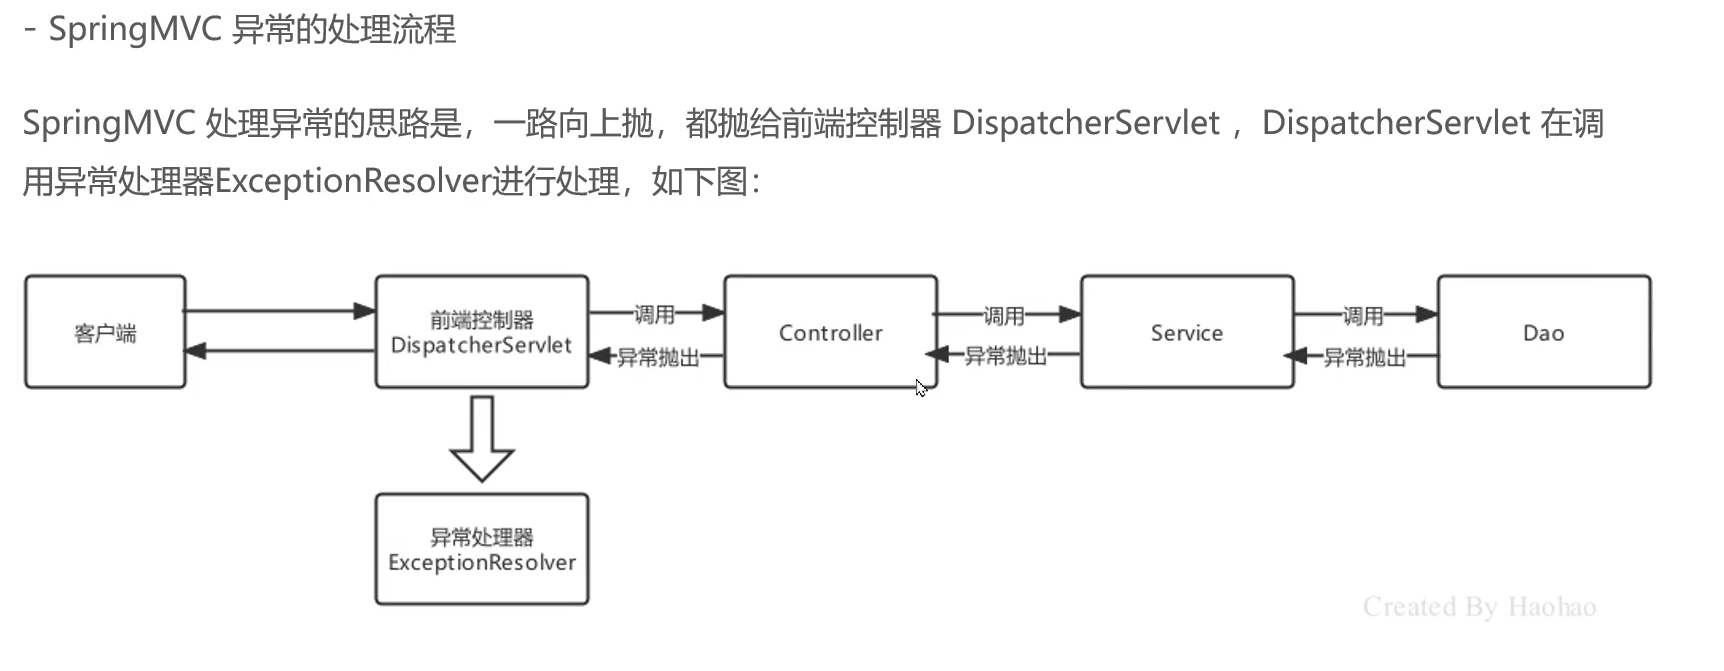 - SpringMVC 异常的处理流程
SpringMVC 处理异常的思路是，一路向上抛，都抛给前端控制器 DispatcherServlet ，DispatcherServlet 在调
用异常处理器ExceptionResolver进行处理，如下图：
客户端
前端控制器
DispatcherServlet
调用
异常抛出
Controller
调用
异常抛出
Service
调用
异常抛出
Dao
异常处理器
ExceptionResolver
Created By Haohao